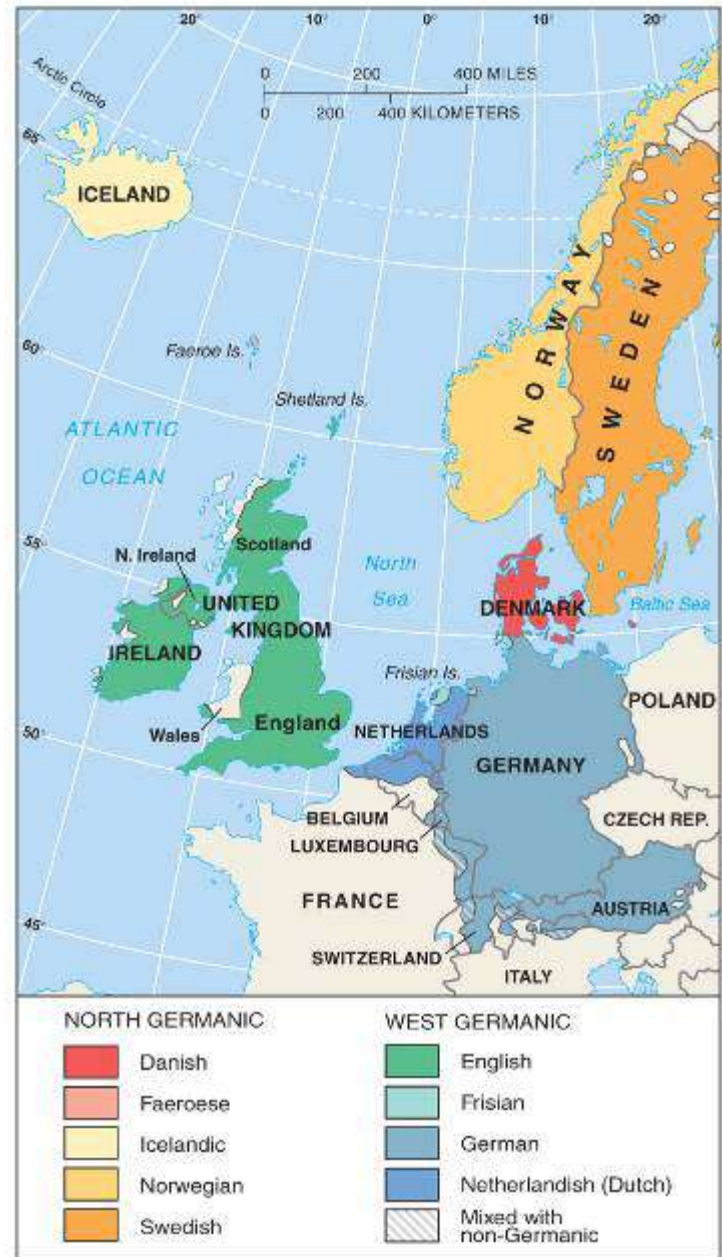 20°
10°
0°
10°
20°
Arctic Circle
0 200 400 MILES
0 200 400 KILOMETERS
65°
ICELAND
NORWAY
SWEDEN
60°
Faeroe Is.
Shetland Is.
ATLANTIC
OCEAN
55°
N. Ireland
Scotland
North
Sea
UNITED
KINGDOM
DENMARK
Baltic Sea
IRELAND
Frisian Is.
POLAND
50°
Wales
England
NETHERLANDS
GERMANY
BELGIUM
CZECH REP.
LUXEMBOURG
FRANCE
AUSTRIA
45°
SWITZERLAND
ITALY
NORTH GERMANIC
Danish
Faeroese
Icelandic
Norwegian
Swedish
WEST GERMANIC
English
Frisian
German
Netherlandish (Dutch)
Mixed with
non-Germanic